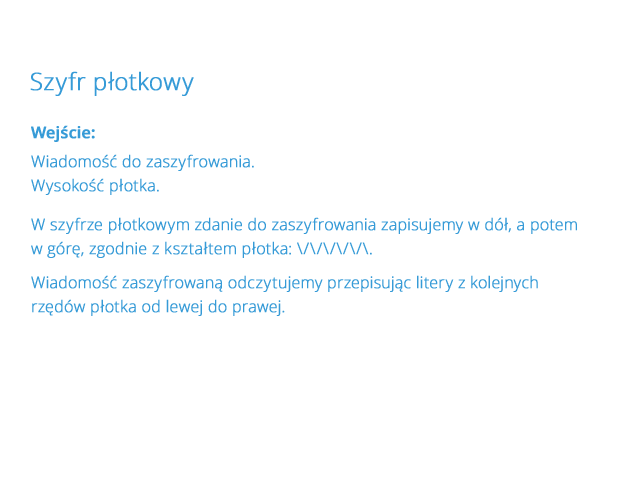 Szyfr płotkowy
Wejście:
Wiadomość do zaszyfrowania.
Wysokość płotka.
W szyfrze płotkowym zdanie do zaszyfrowania zapisujemy w dół, a potem
w górę, zgodnie z kształtem płotka: \/\/\/\/\/\.
Wiadomość zaszyfrowaną odczytujemy przepisując litery z kolejnych
rzędów płotka od lewej do prawej.